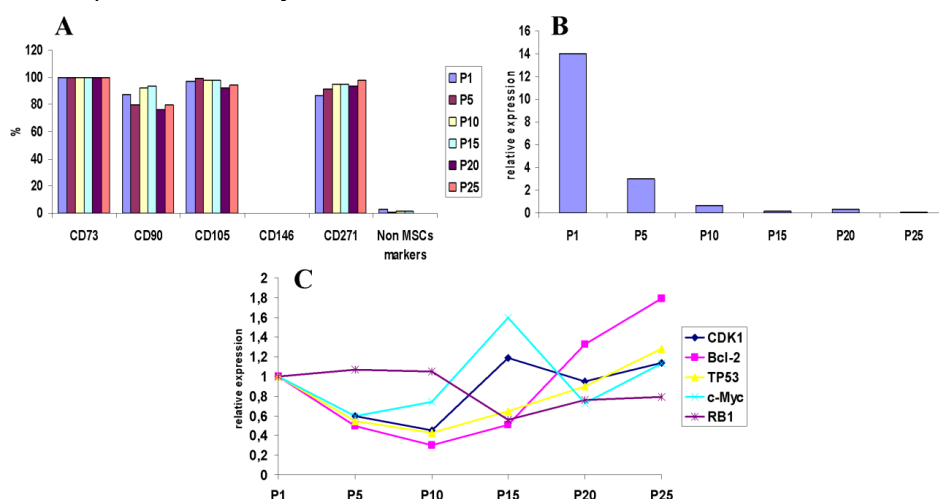 A
120
100
80
60
40
20
0
%
CD73 CD90 CD105 CD146 CD271 Non MSCs
markers
P1
P5
P10
P15
P20
P25
B
16
14
12
10
8
6
4
2
0
relative expression
P1 P5 P10 P15 P20 P25
C
2
1,8
1,6
1,4
1,2
1
0,8
0,6
0,4
0,2
0
relative expression
P1 P5 P10 P15 P20 P25
CDK1
Bcl-2
TP53
c-Myc
RB1